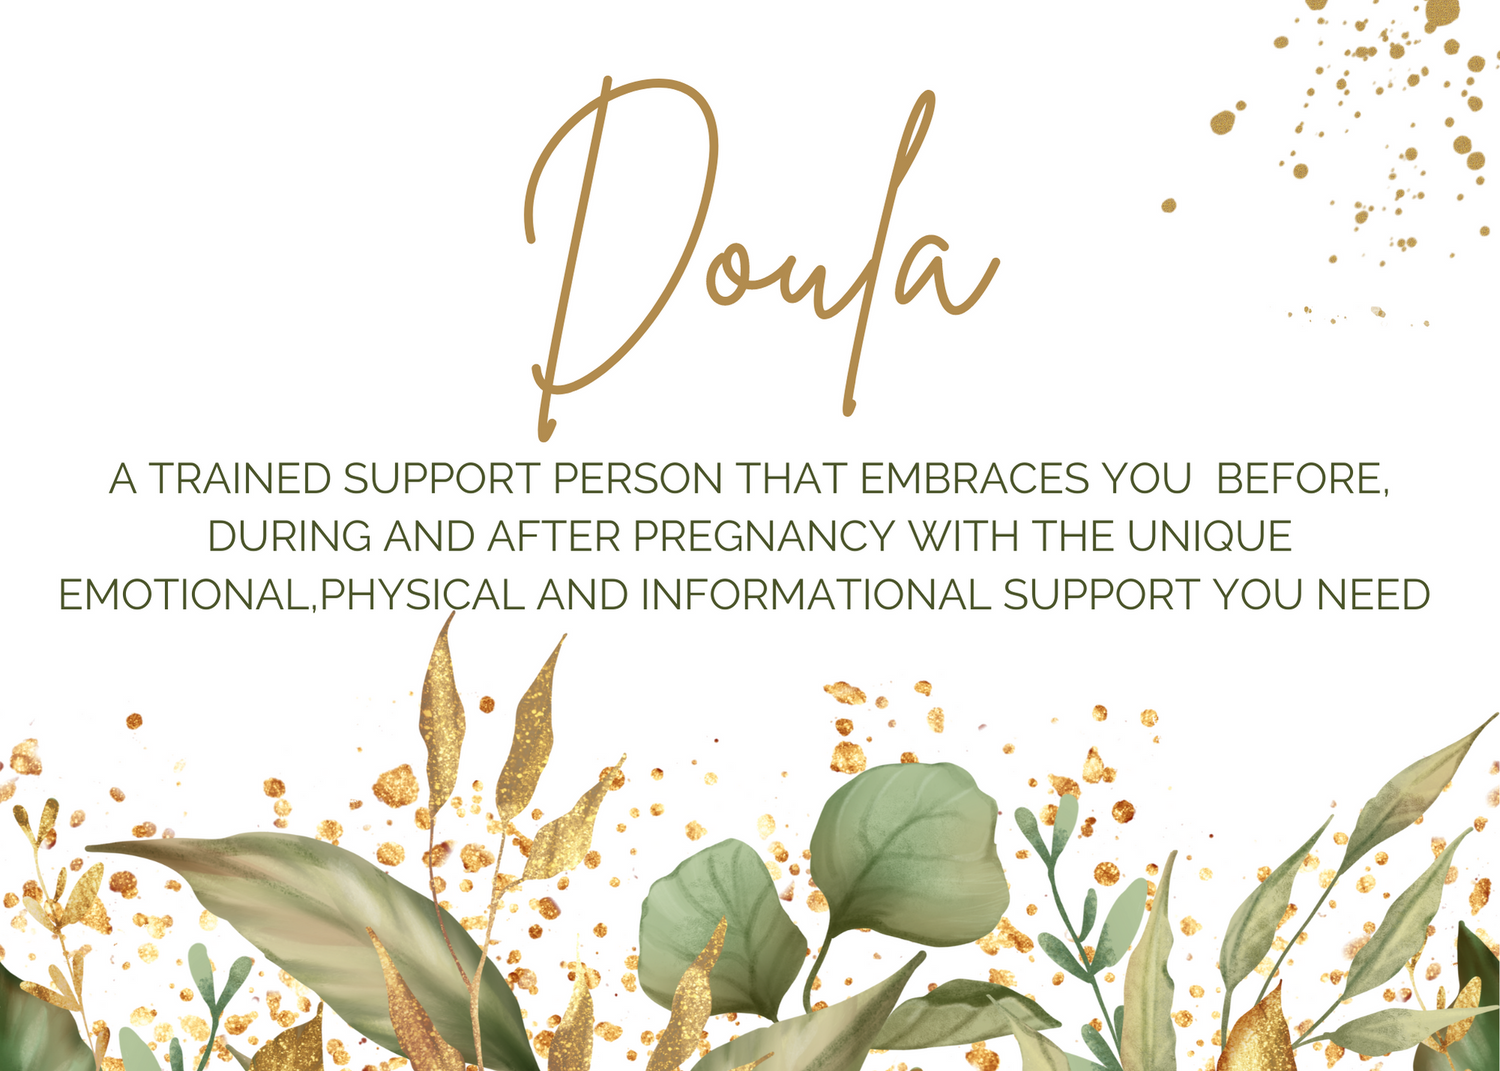 Doula
A TRAINED SUPPORT PERSON THAT EMBRACES YOU  BEFORE,
DURING AND AFTER PREGNANCY WITH THE UNIQUE
EMOTIONAL,PHYSICAL AND INFORMATIONAL SUPPORT YOU NEED